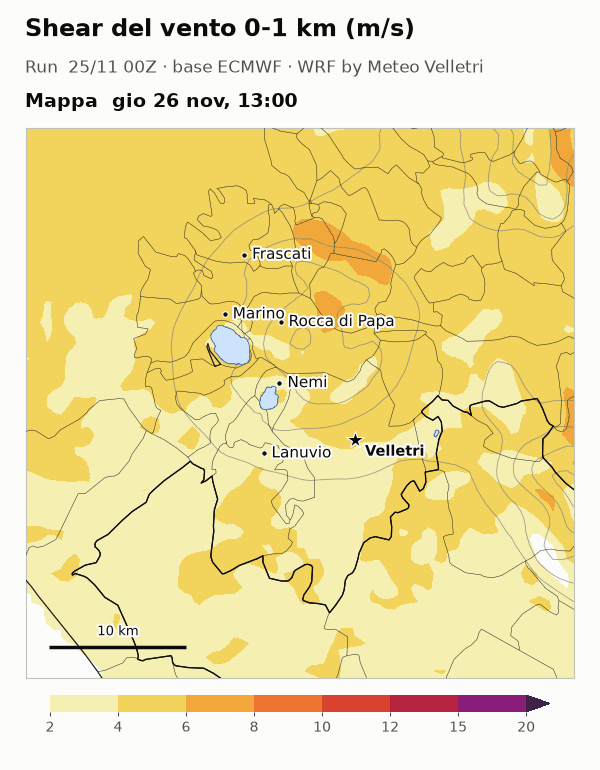 Shear del vento 0-1 km (m/s)
Run  25/11 00Z · base ECMWF · WRF by Meteo Velletri
Mappa  gio 26 nov, 13:00
Frascati
Marino
Rocca di Papa
Nemi
Velletri
Lanuvio
10 km
2 4 6 8 10 12 15 20